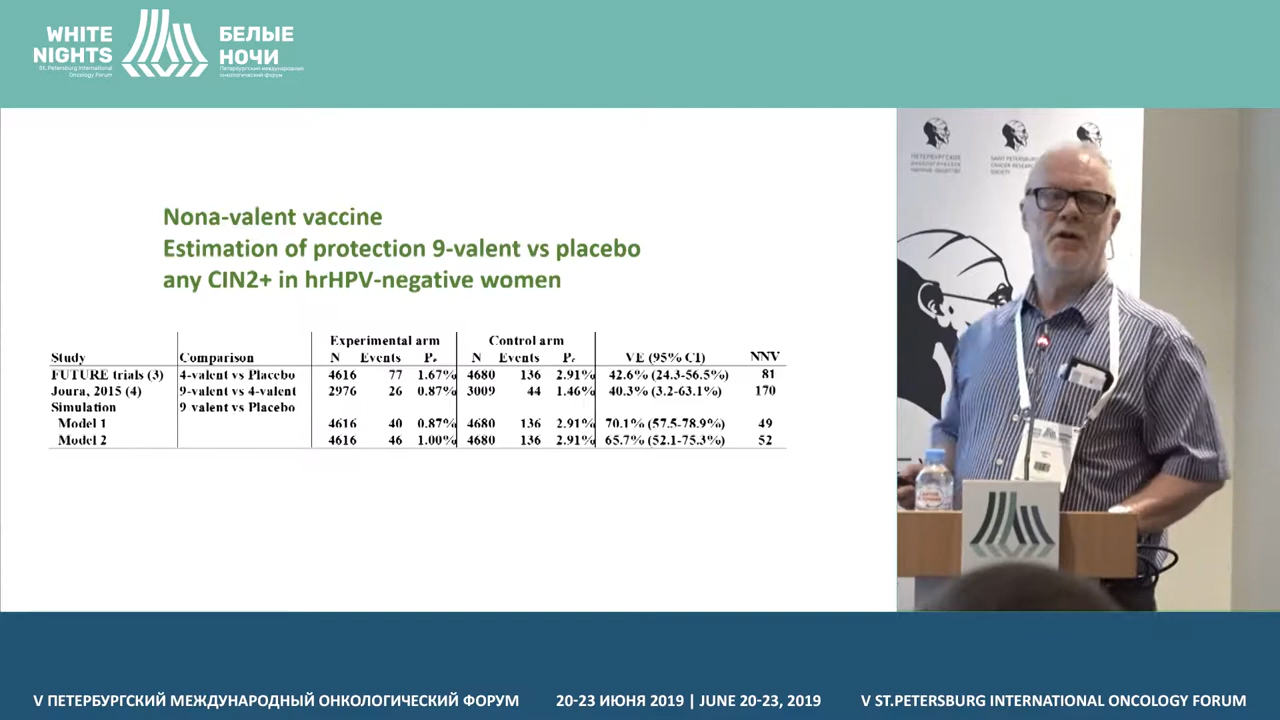 WHITE
NIGHTS
St. Petersburg International
Oncology Forum
БЕЛЫЕ
НОЧИ
Петербургский международный
онкологический форум
Nona-valent vaccine
Estimation of protection 9-valent vs placebo
any CIN2+ in hrHPV-negative women
Experimental arm Control arm
Study Comparison N Events Pₑ N Events P꜀ VE (95% CI) NNV
FUTURE trials (3) 4-valent vs Placebo 4616 77 1.67% 4680 136 2.91% 42.6% (24.3-56.5%) 81
Joura, 2015 (4) 9-valent vs 4-valent 2976 26 0.87% 3009 44 1.46% 40.3% (3.2-63.1%) 170
Simulation 9 valent vs Placebo
Model 1 4616 40 0.87% 4680 136 2.91% 70.1% (57.5-78.9%) 49
Model 2 4616 46 1.00% 4680 136 2.91% 65.7% (52.1-75.3%) 52
ПЕТЕРБУРГСКОЕ
SAINT PETERSBURG
CANCER RESEARCH
SOCIETY
V ПЕТЕРБУРГСКИЙ МЕЖДУНАРОДНЫЙ ОНКОЛОГИЧЕСКИЙ ФОРУМ 20-23 ИЮНЯ 2019 | JUNE 20-23, 2019 V ST.PETERSBURG INTERNATIONAL ONCOLOGY FORUM